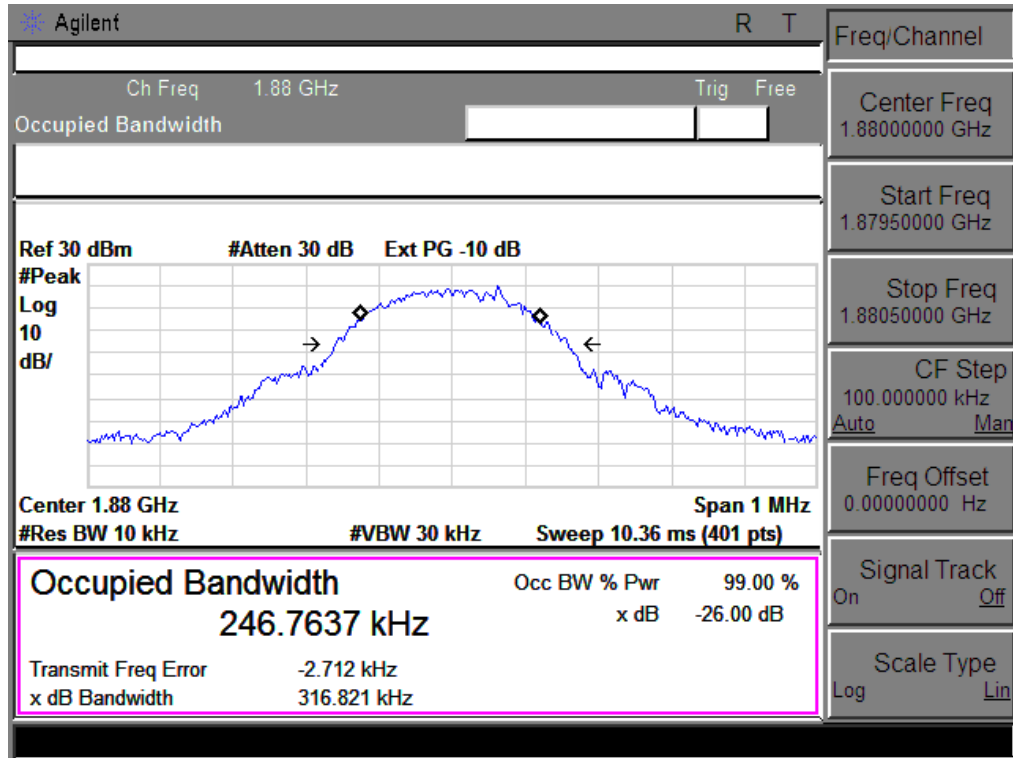 Agilent R T
Ch Freq 1.88 GHz Trig Free
Occupied Bandwidth
Ref 30 dBm #Atten 30 dB Ext PG -10 dB
#Peak
Log
10
dB/
Center 1.88 GHz Span 1 MHz
#Res BW 10 kHz #VBW 30 kHz Sweep 10.36 ms (401 pts)
Occupied Bandwidth Occ BW % Pwr 99.00 %
246.7637 kHz x dB -26.00 dB
Transmit Freq Error -2.712 kHz
x dB Bandwidth 316.821 kHz
Freq/Channel
Center Freq
1.88000000 GHz
Start Freq
1.87950000 GHz
Stop Freq
1.88050000 GHz
CF Step
100.000000 kHz
Auto Man
Freq Offset
0.00000000 Hz
Signal Track
On Off
Scale Type
Log Lin